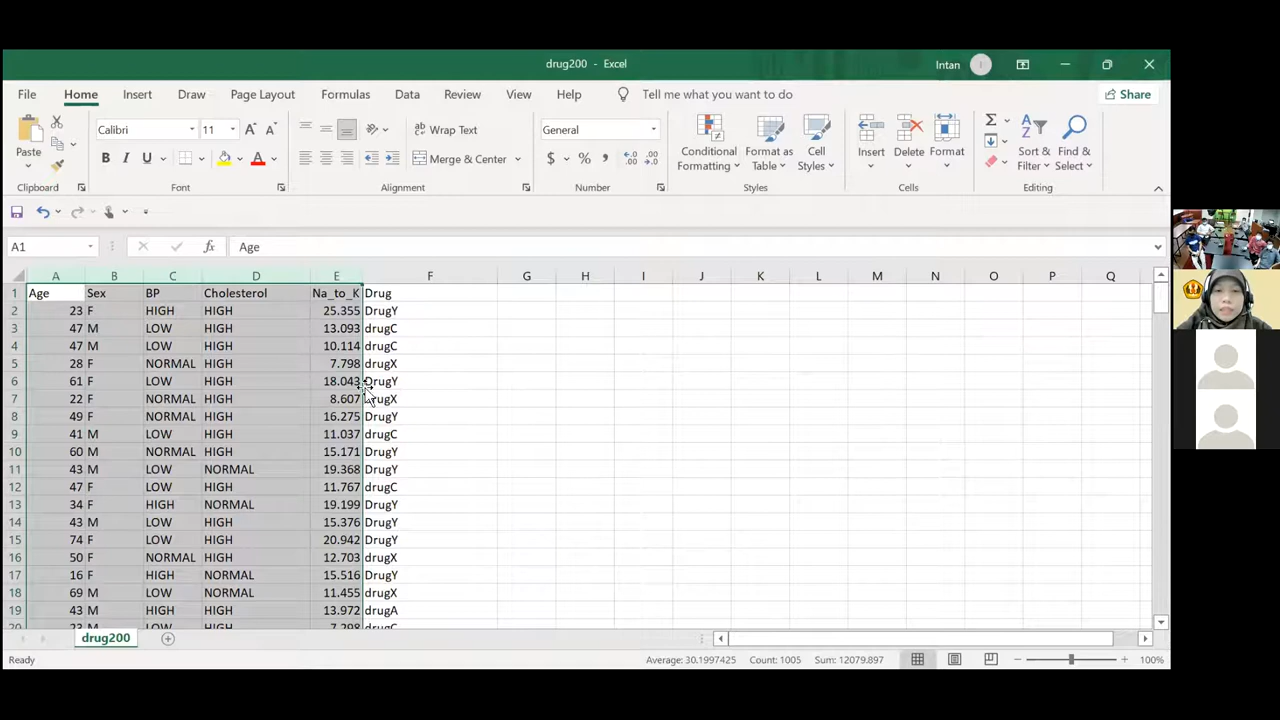 drug200 - Excel
Intan
I
File Home Insert Draw Page Layout Formulas Data Review View Help Tell me what you want to do Share
Paste
Calibri 11
A A
B I U A
ab Wrap Text
Merge & Center
General
$ % ,
Conditional Formatting
Format as Table
Cell Styles
Insert
Delete
Format
Sort & Filter
Find & Select
Clipboard Font Alignment Number Styles Cells Editing
A1 fx Age
A B C D E F G H I J K L M N O P Q
1 Age Sex BP Cholesterol Na_to_K Drug
2 23 F HIGH HIGH 25.355 DrugY
3 47 M LOW HIGH 13.093 drugC
4 47 M LOW HIGH 10.114 drugC
5 28 F NORMAL HIGH 7.798 drugX
6 61 F LOW HIGH 18.043 DrugY
7 22 F NORMAL HIGH 8.607 drugX
8 49 F NORMAL HIGH 16.275 DrugY
9 41 M LOW HIGH 11.037 drugC
10 60 M NORMAL HIGH 15.171 DrugY
11 43 M LOW NORMAL 19.368 DrugY
12 47 F LOW HIGH 11.767 drugC
13 34 F HIGH NORMAL 19.199 DrugY
14 43 M LOW HIGH 15.376 DrugY
15 74 F LOW HIGH 20.942 DrugY
16 50 F NORMAL HIGH 12.703 drugX
17 16 F HIGH NORMAL 15.516 DrugY
18 69 M LOW NORMAL 11.455 drugX
19 43 M HIGH HIGH 13.972 drugA
20 23 M LOW HIGH 7.298 drugC
drug200
Ready Average: 30.1997425 Count: 1005 Sum: 12079.897 100%